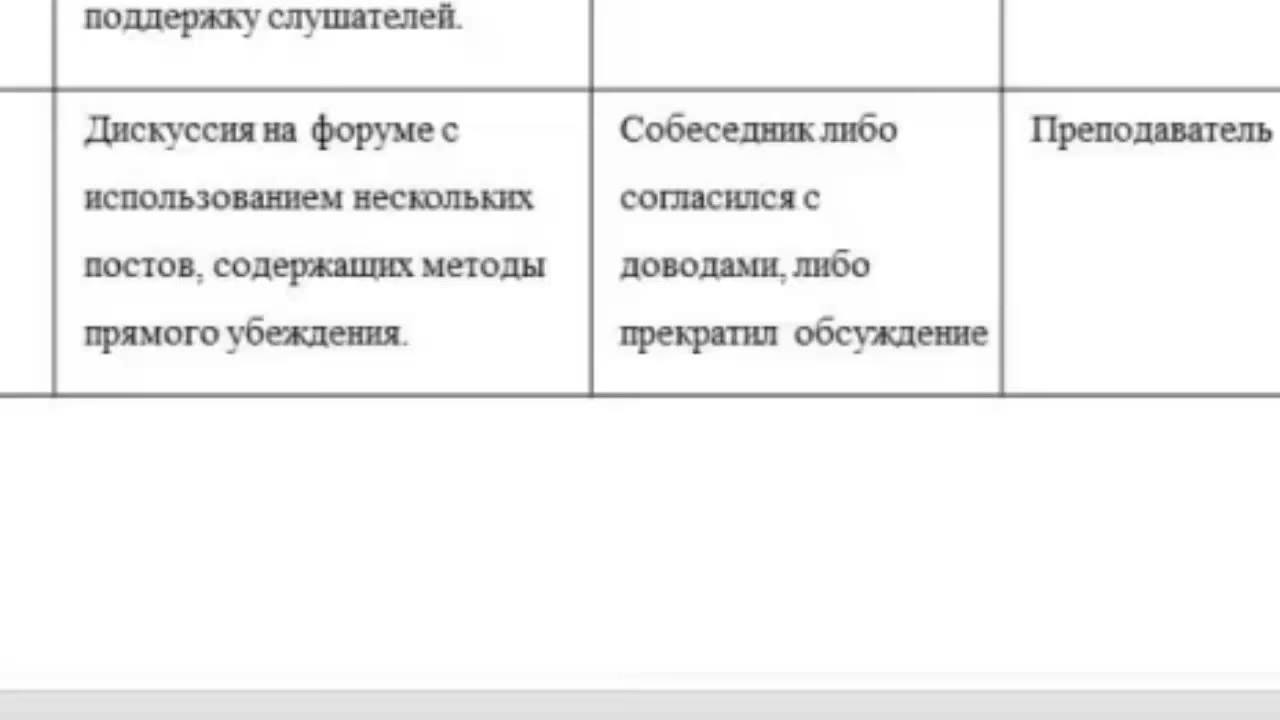 поддержку слушателей.
Дискуссия на форуме с
использованием нескольких
постов, содержащих методы
прямого убеждения.
Собеседник либо
согласился с
доводами, либо
прекратил обсуждение
Преподаватель